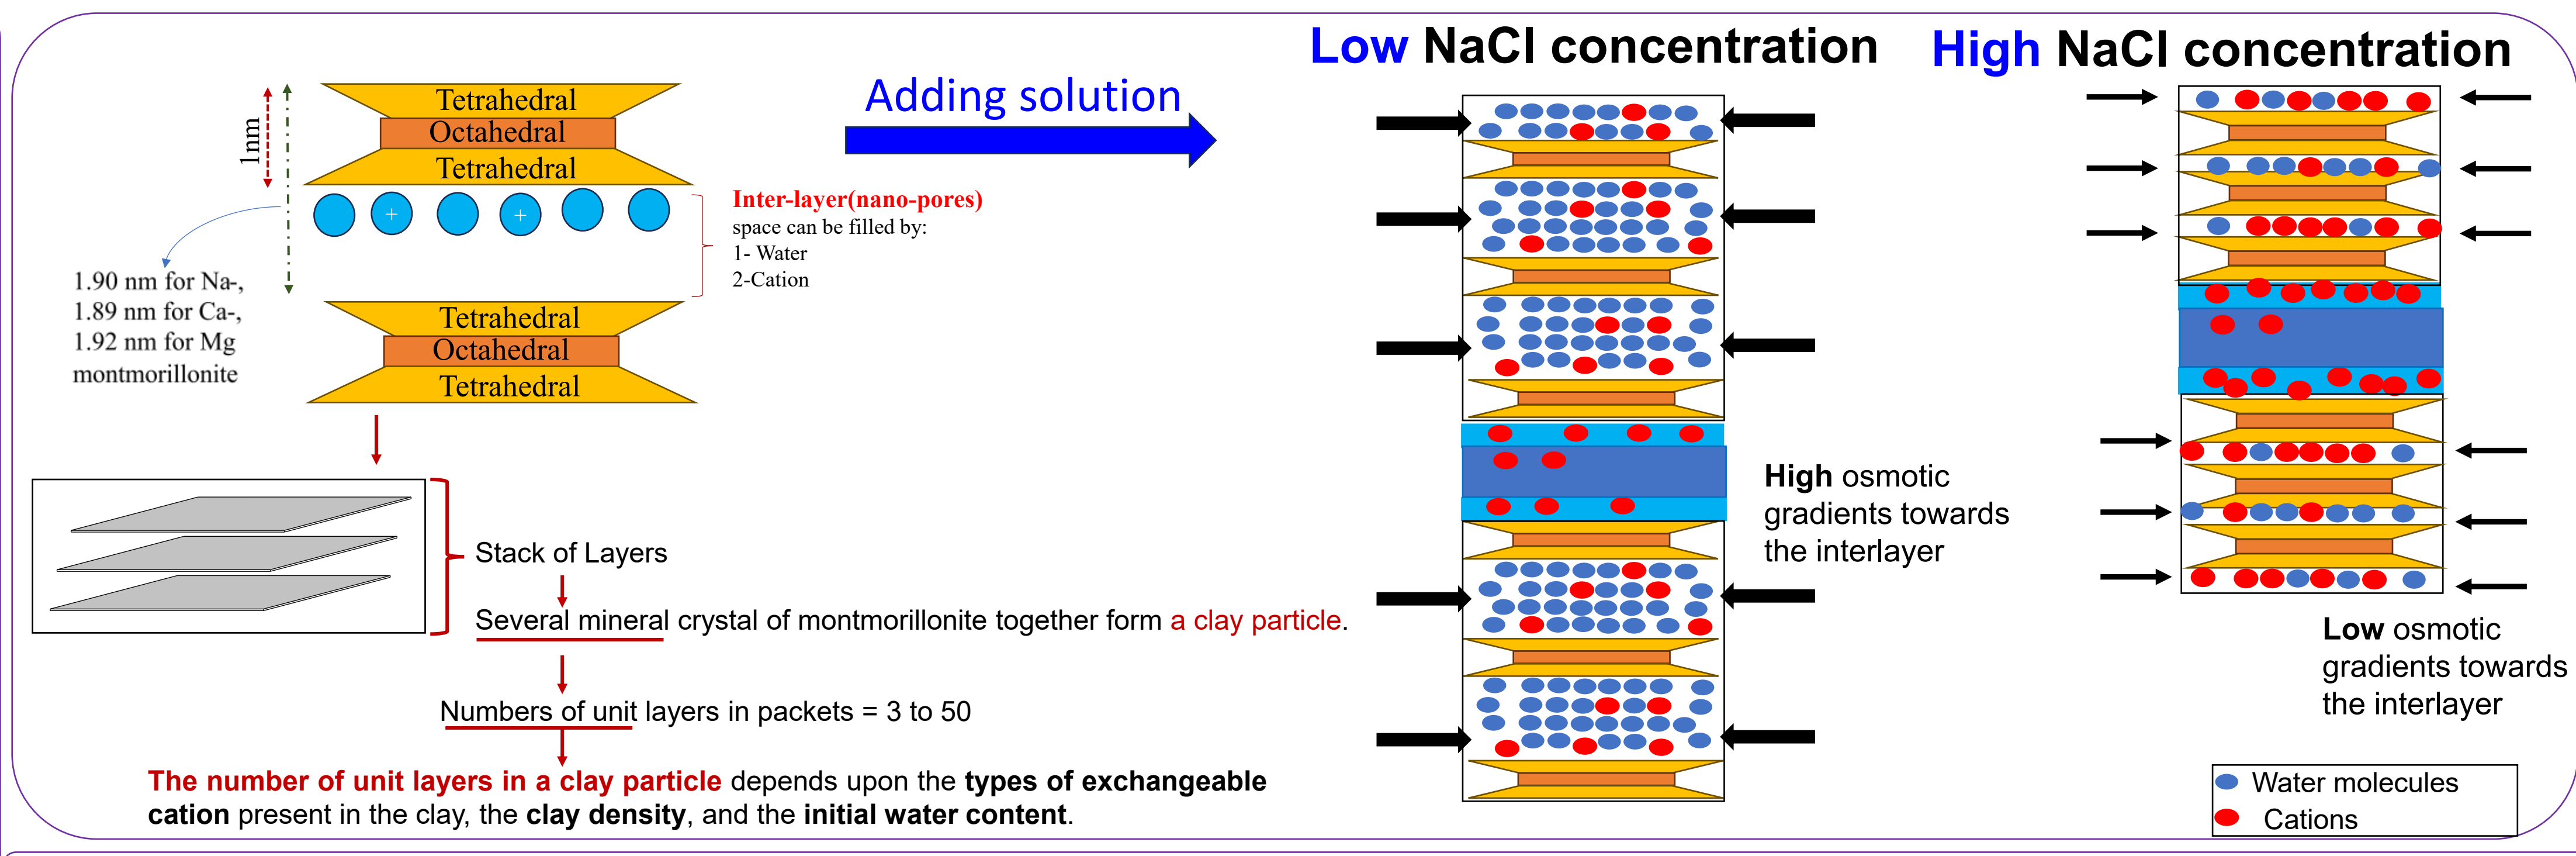 Tetrahedral
Octahedral
Tetrahedral
1nm
+ +
Inter-layer(nano-pores)
space can be filled by:
1- Water
2-Cation
1.90 nm for Na-,
1.89 nm for Ca-,
1.92 nm for Mg
montmorillonite
Tetrahedral
Octahedral
Tetrahedral
Stack of Layers
Several mineral crystal of montmorillonite together form a clay particle.
Numbers of unit layers in packets = 3 to 50
The number of unit layers in a clay particle depends upon the types of exchangeable
cation present in the clay, the clay density, and the initial water content.
Adding solution
Low NaCl concentration
High osmotic
gradients towards
the interlayer
High NaCl concentration
Low osmotic
gradients towards
the interlayer
Water molecules
Cations